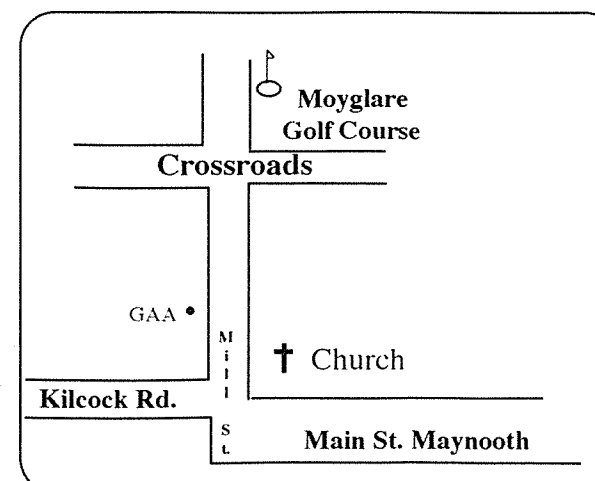 Moyglare
Golf Course
Crossroads
GAA
Mill St.
Church
Kilcock Rd.
Main St. Maynooth